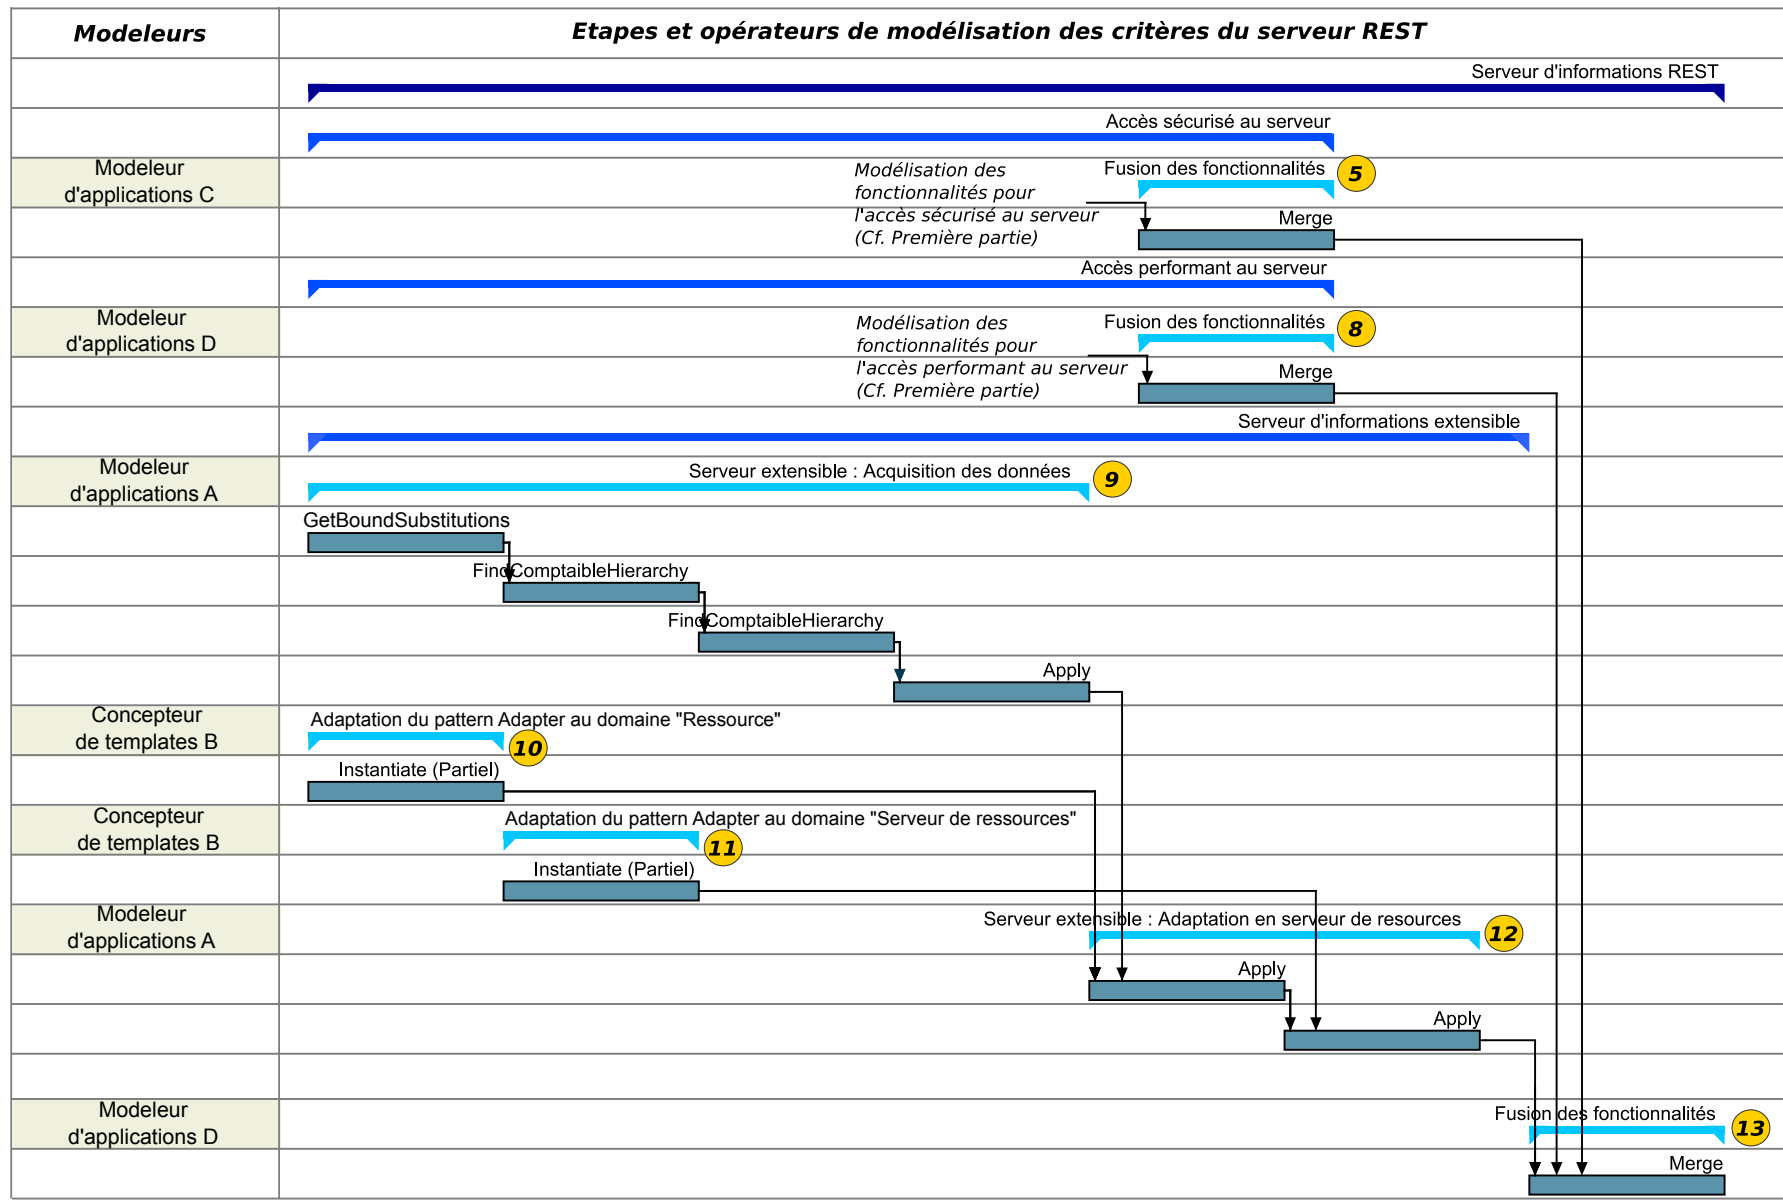 Modeleurs
Etapes et opérateurs de modélisation des critères du serveur REST
Serveur d'informations REST
Accès sécurisé au serveur
Modeleur
d'applications C
Modélisation des
fonctionnalités pour
l'accès sécurisé au serveur
(Cf. Première partie)
Fusion des fonctionnalités
5
Merge
Accès performant au serveur
Modeleur
d'applications D
Modélisation des
fonctionnalités pour
l'accès performant au serveur
(Cf. Première partie)
Fusion des fonctionnalités
8
Merge
Serveur d'informations extensible
Modeleur
d'applications A
Serveur extensible : Acquisition des données
9
GetBoundSubstitutions
FindComptaibleHierarchy
FindComptaibleHierarchy
Apply
Concepteur
de templates B
Adaptation du pattern Adapter au domaine "Ressource"
10
Instantiate (Partiel)
Concepteur
de templates B
Adaptation du pattern Adapter au domaine "Serveur de ressources"
11
Instantiate (Partiel)
Modeleur
d'applications A
Serveur extensible : Adaptation en serveur de resources
12
Apply
Apply
Modeleur
d'applications D
Fusion des fonctionnalités
13
Merge